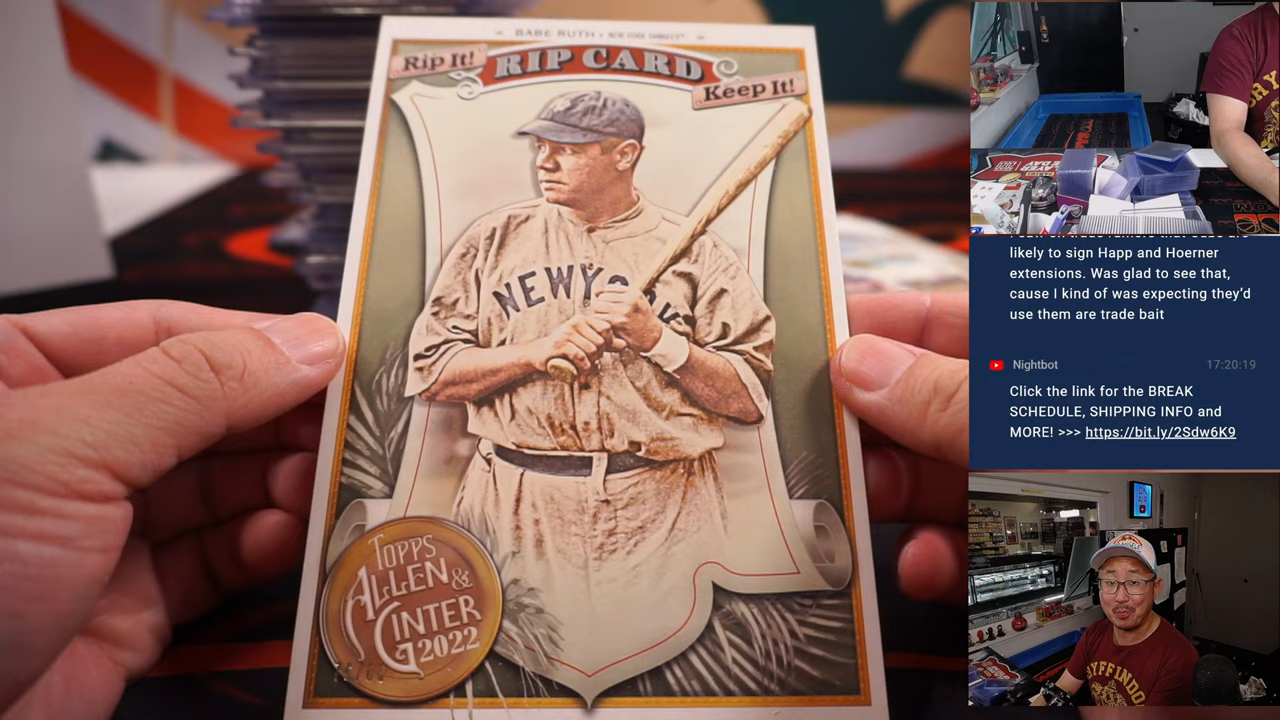 BABE RUTH • NEW YORK YANKEES
Rip It!
RIP CARD
Keep It!
NEW YORK
TOPPS
ALLEN &
GINTER
2022
likely to sign Happ and Hoerner
extensions. Was glad to see that,
cause I kind of was expecting they'd
use them are trade bait
Nightbot
17:20:19
Click the link for the BREAK
SCHEDULE, SHIPPING INFO and
MORE! >>> https://bit.ly/2Sdw6K9